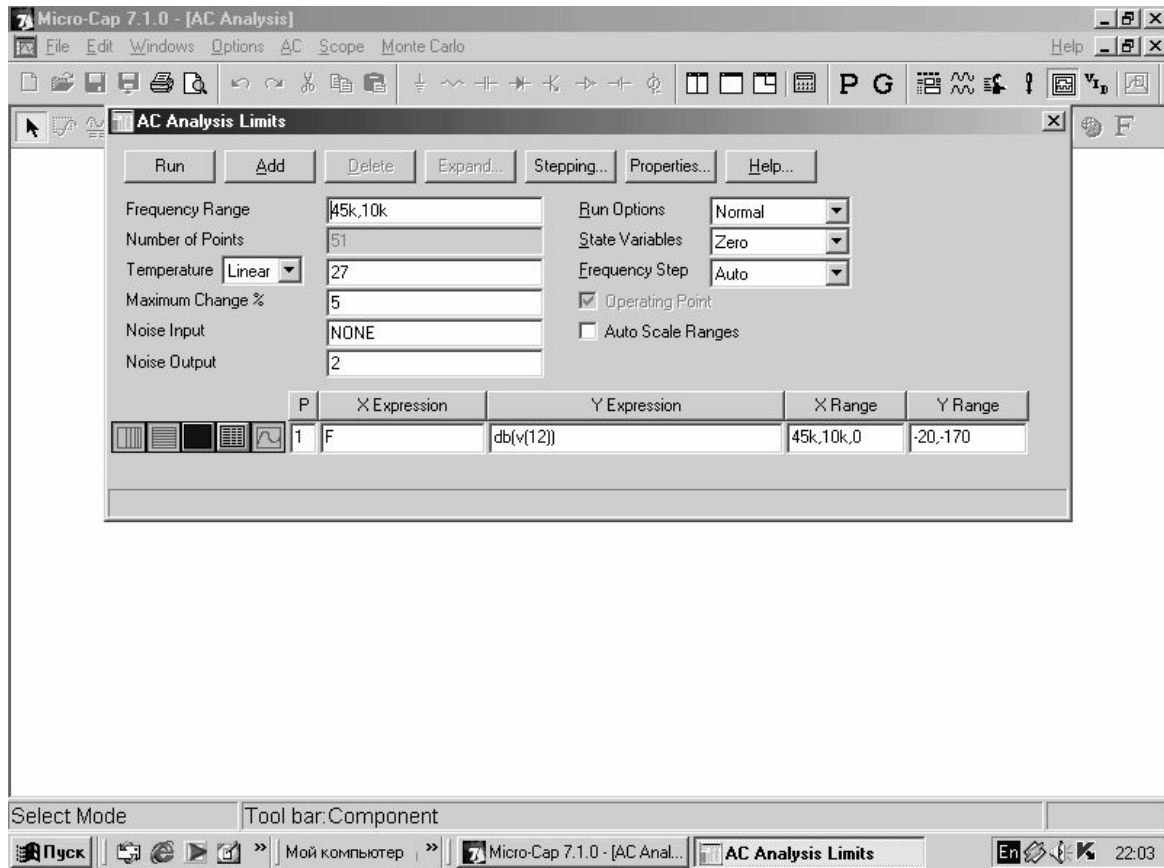 Micro-Cap 7.1.0 - [AC Analysis]
File Edit Windows Options AC Scope Monte Carlo Help
P G
AC Analysis Limits
F
Run Add Delete Expand... Stepping... Properties... Help...
Frequency Range 45k,10k Run Options Normal
Number of Points 51 State Variables Zero
Temperature Linear 27 Frequency Step Auto
Maximum Change % 5 Operating Point
Noise Input NONE Auto Scale Ranges
Noise Output 2
P X Expression Y Expression X Range Y Range
1 F db(v(12)) 45k,10k,0 -20,-170
Select Mode Tool bar:Component
Пуск » Мой компьютер » Micro-Cap 7.1.0 - [AC Anal... AC Analysis Limits En 22:03